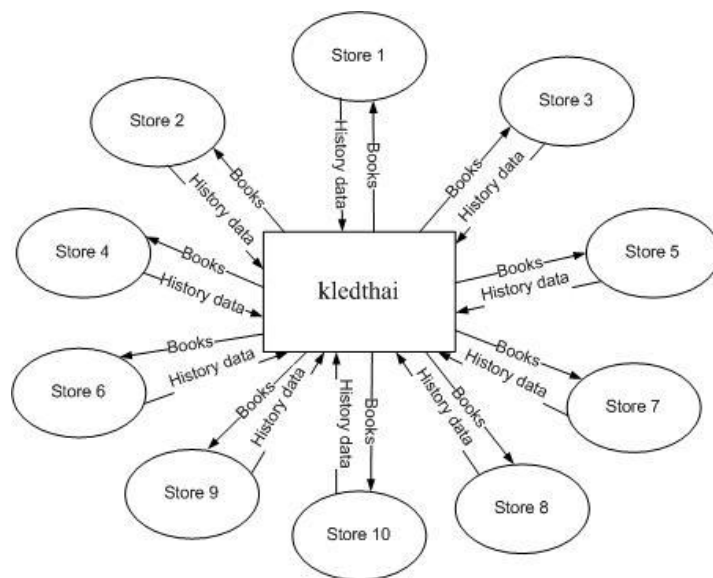 Store 1
Store 2
Store 3
History data
Books
Books
History data
Books
History data
Store 4
Books
History data
kledthai
Books
History data
Store 5
Books
History data
Store 6
Books
History data
Store 7
Books
History data
Books
History data
History data
Books
Store 9
Store 10
Store 8